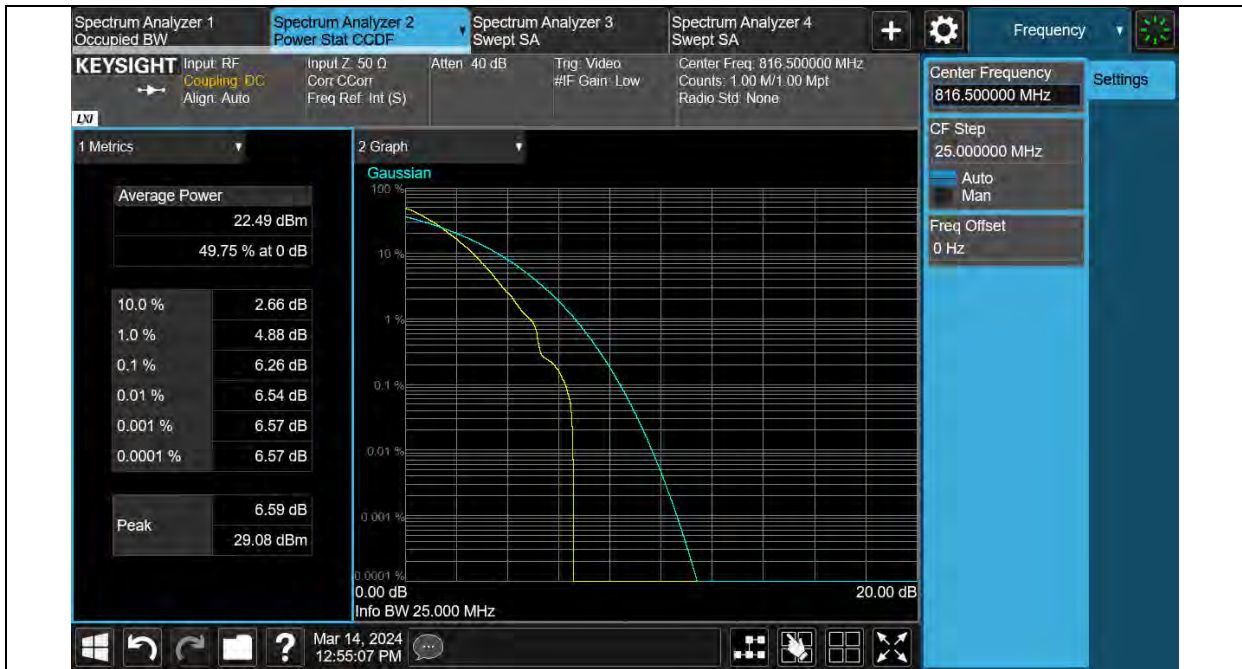 Spectrum Analyzer 1
Occupied BW
Spectrum Analyzer 2
Power Stat CCDF
Spectrum Analyzer 3
Swept SA
Spectrum Analyzer 4
Swept SA
+
Frequency
KEYSIGHT
LXI
Input: RF
Coupling: DC
Align: Auto
Input Z: 50 Ω
Corr CCorr
Freq Ref: Int (S)
Atten: 40 dB
Trig: Video
#IF Gain: Low
Center Freq: 816.500000 MHz
Counts: 1.00 M/1.00 Mpt
Radio Std: None
Center Frequency
816.500000 MHz
Settings
CF Step
25.000000 MHz
Auto
Man
Freq Offset
0 Hz
1 Metrics
Average Power
22.49 dBm
49.75 % at 0 dB
10.0 % 2.66 dB
1.0 % 4.88 dB
0.1 % 6.26 dB
0.01 % 6.54 dB
0.001 % 6.57 dB
0.0001 % 6.57 dB
Peak
6.59 dB
29.08 dBm
2 Graph
Gaussian
100 %
10 %
1 %
0.1 %
0.01 %
0.001 %
0.0001 %
0.00 dB
20.00 dB
Info BW 25.000 MHz
?
Mar 14, 2024
12:55:07 PM